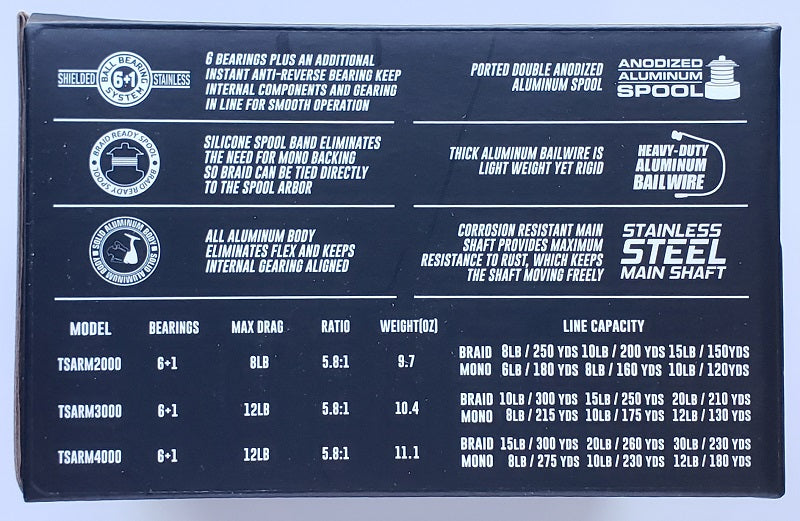 SHIELDED BALL BEARING 6+1 SYSTEM STAINLESS
6 BEARINGS PLUS AN ADDITIONAL
INSTANT ANTI-REVERSE BEARING KEEP
INTERNAL COMPONENTS AND GEARING
IN LINE FOR SMOOTH OPERATION
PORTED DOUBLE ANODIZED
ALUMINUM SPOOL
ANODIZED
ALUMINUM
SPOOL
BRAID READY SPOOL
BRAID READY SPOOL
SILICONE SPOOL BAND ELIMINATES
THE NEED FOR MONO BACKING
SO BRAID CAN BE TIED DIRECTLY
TO THE SPOOL ARBOR
THICK ALUMINUM BAILWIRE IS
LIGHT WEIGHT YET RIGID
HEAVY-DUTY
ALUMINUM
BAILWIRE
SOLID ALUMINUM BODY
SOLID ALUMINUM BODY
ALL ALUMINUM BODY
ELIMINATES FLEX AND KEEPS
INTERNAL GEARING ALIGNED
CORROSION RESISTANT MAIN
SHAFT PROVIDES MAXIMUM
RESISTANCE TO RUST, WHICH KEEPS
THE SHAFT MOVING FREELY
STAINLESS
STEEL
MAIN SHAFT
MODEL BEARINGS MAX DRAG RATIO WEIGHT(OZ) LINE CAPACITY
TSARM2000 6+1 8LB 5.8:1 9.7
BRAID 8LB / 250 YDS 10LB / 200 YDS 15LB / 150YDS
MONO 6LB / 180 YDS 8LB / 160 YDS 10LB / 120YDS
TSARM3000 6+1 12LB 5.8:1 10.4
BRAID 10LB / 300 YDS 15LB / 250 YDS 20LB / 210 YDS
MONO 8LB / 215 YDS 10LB / 175 YDS 12LB / 130 YDS
TSARM4000 6+1 12LB 5.8:1 11.1
BRAID 15LB / 300 YDS 20LB / 260 YDS 30LB / 230 YDS
MONO 8LB / 275 YDS 10LB / 230 YDS 12LB / 180 YDS